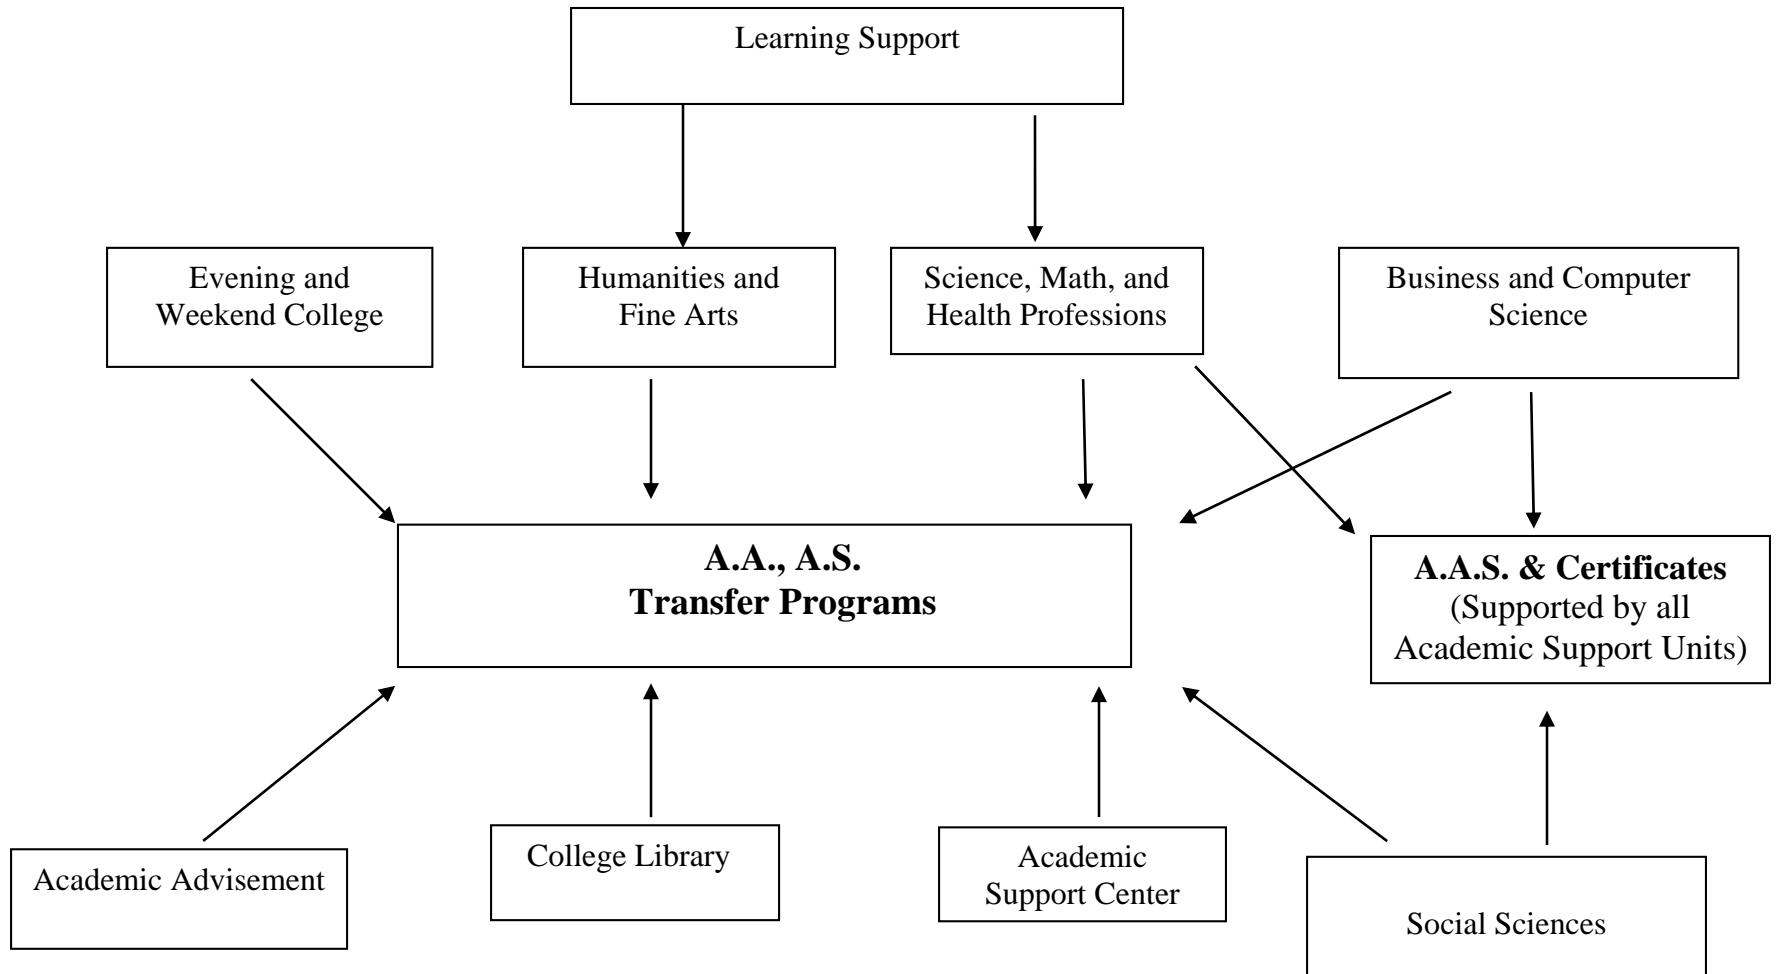 Learning Support
Evening and
Weekend College
Humanities and
Fine Arts
Science, Math, and
Health Professions
Business and Computer
Science
A.A., A.S.
Transfer Programs
A.A.S. & Certificates
(Supported by all
Academic Support Units)
Academic Advisement
College Library
Academic
Support Center
Social Sciences